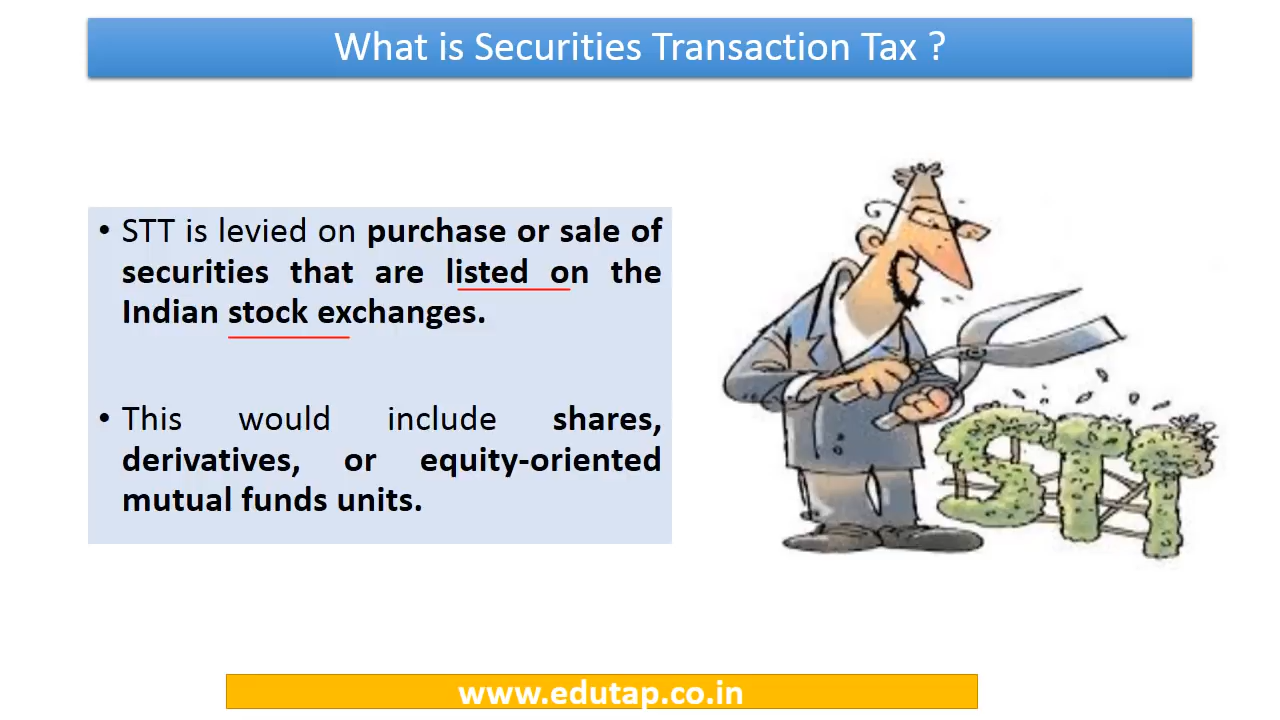 What is Securities Transaction Tax ?
• STT is levied on purchase or sale of
securities that are listed on the
Indian stock exchanges.
• This would include shares,
derivatives, or equity-oriented
mutual funds units.
STT
www.edutap.co.in